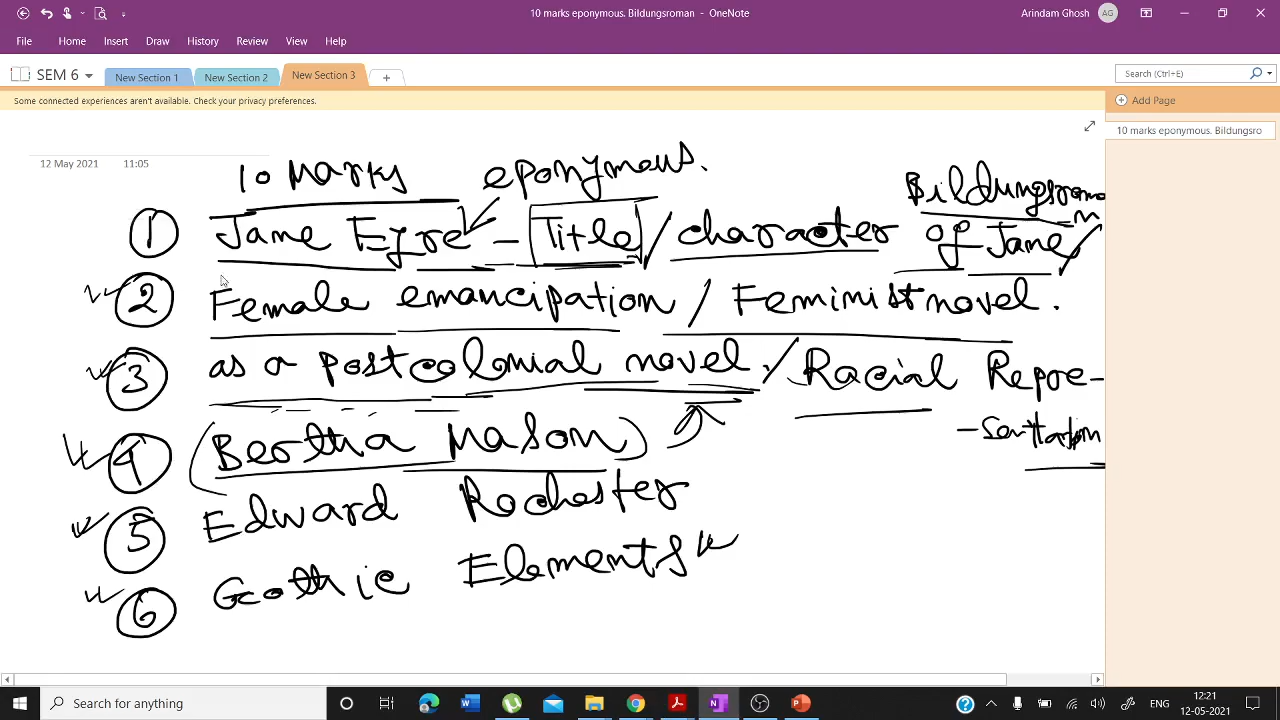 10 marks eponymous. Bildungsroman - OneNote
Arindam Ghosh AG
File Home Insert Draw History Review View Help
SEM 6
New Section 1
New Section 2
New Section 3
Search (Ctrl+E)
Some connected experiences aren't available. Check your privacy preferences.
Add Page
10 marks eponymous. Bildungsro
12 May 2021 11:05
10 Marks eponymous.
Bildungsroman
1 Jane Eyre - Title / character of Jane
2 Female emancipation / Feminist novel.
3 as a postcolonial novel / Racial Repre-
-sentation
4 (Bertha Mason)
5 Edward Rochester
6 Gothic Elements
Search for anything
ENG
12:21
12-05-2021